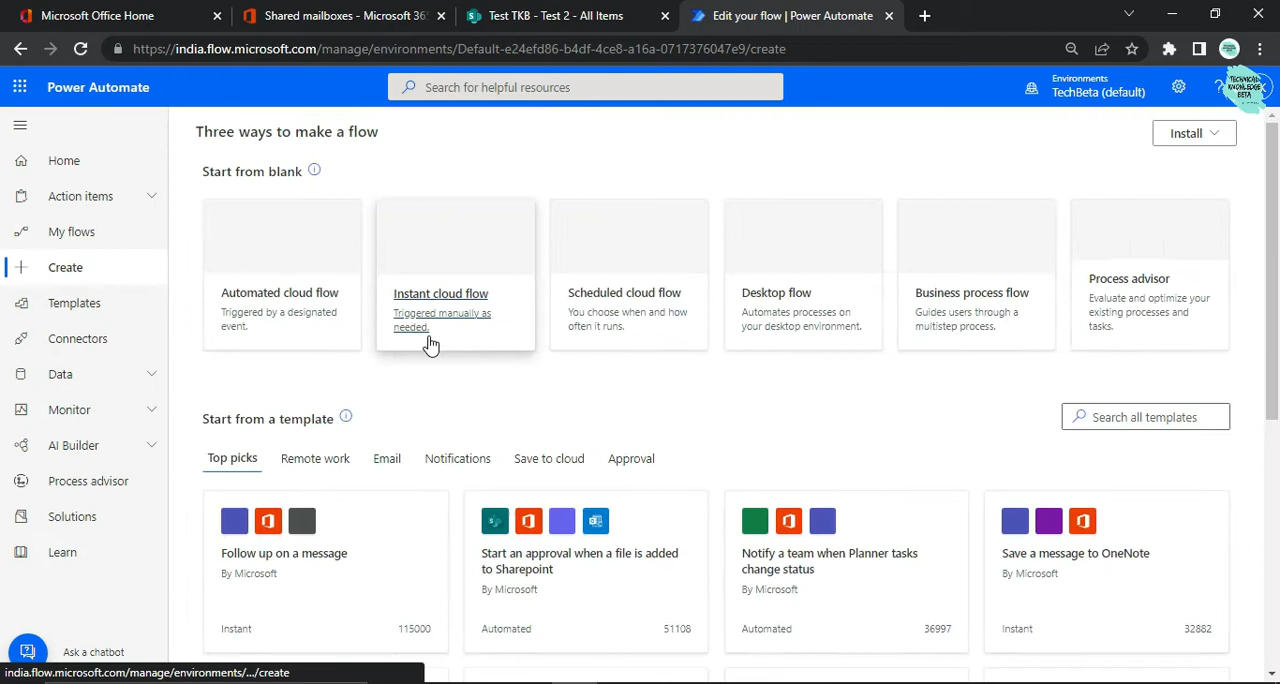 Microsoft Office Home
Shared mailboxes - Microsoft 36
Test TKB - Test 2 - All Items
Edit your flow | Power Automate
https://india.flow.microsoft.com/manage/environments/Default-e24efd86-b4df-4ce8-a16a-0717376047e9/create
Power Automate
Search for helpful resources
Environments
TechBeta (default)
TECHNICAL
KNOWLEDGE
BETA
Three ways to make a flow
Install
Home
Action items
My flows
Create
Templates
Connectors
Data
Monitor
AI Builder
Process advisor
Solutions
Learn
Ask a chatbot
Start from blank
Automated cloud flow
Triggered by a designated
event.
Instant cloud flow
Triggered manually as
needed.
Scheduled cloud flow
You choose when and how
often it runs.
Desktop flow
Automates processes on
your desktop environment.
Business process flow
Guides users through a
multistep process.
Process advisor
Evaluate and optimize your
existing processes and
tasks.
Start from a template
Search all templates
Top picks
Remote work
Email
Notifications
Save to cloud
Approval
Follow up on a message
By Microsoft
Instant
115000
Start an approval when a file is added
to Sharepoint
By Microsoft
Automated
51108
Notify a team when Planner tasks
change status
By Microsoft
Automated
36997
Save a message to OneNote
By Microsoft
Instant
32882
india.flow.microsoft.com/manage/environments/.../create